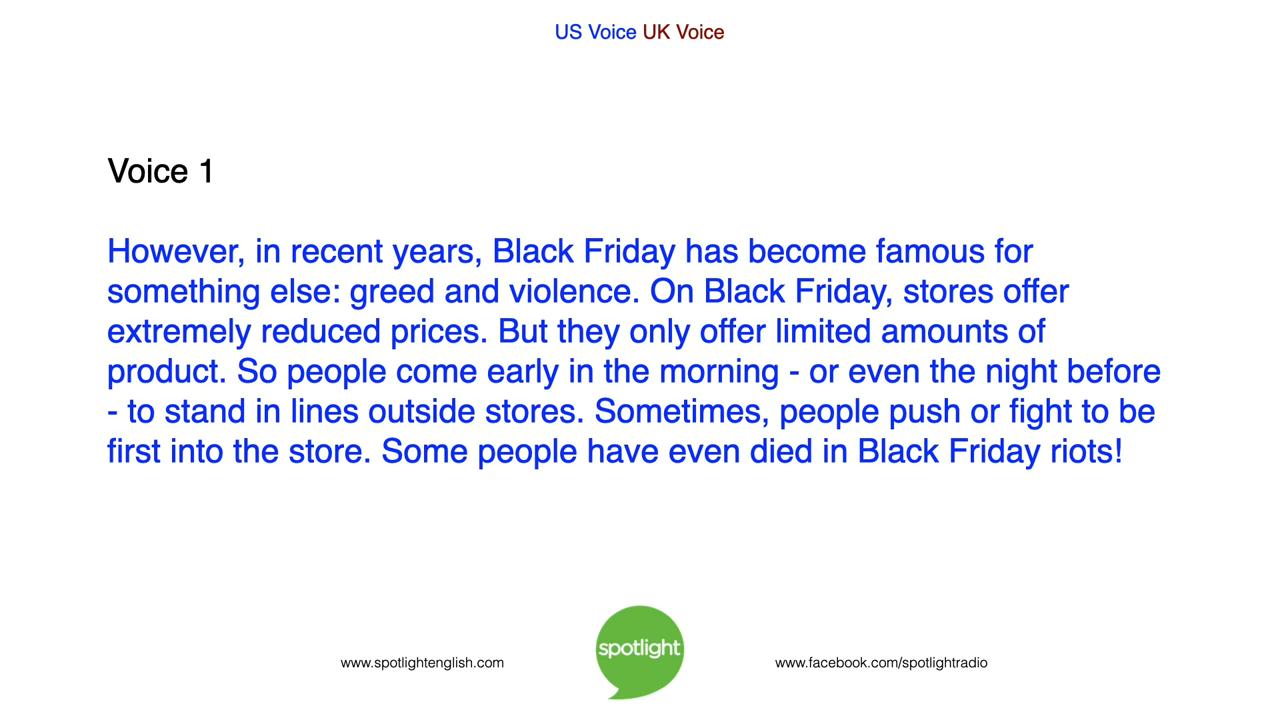 US Voice UK Voice
Voice 1
However, in recent years, Black Friday has become famous for
something else: greed and violence. On Black Friday, stores offer
extremely reduced prices. But they only offer limited amounts of
product. So people come early in the morning - or even the night before
- to stand in lines outside stores. Sometimes, people push or fight to be
first into the store. Some people have even died in Black Friday riots!
www.spotlightenglish.com
spotlight
www.facebook.com/spotlightradio